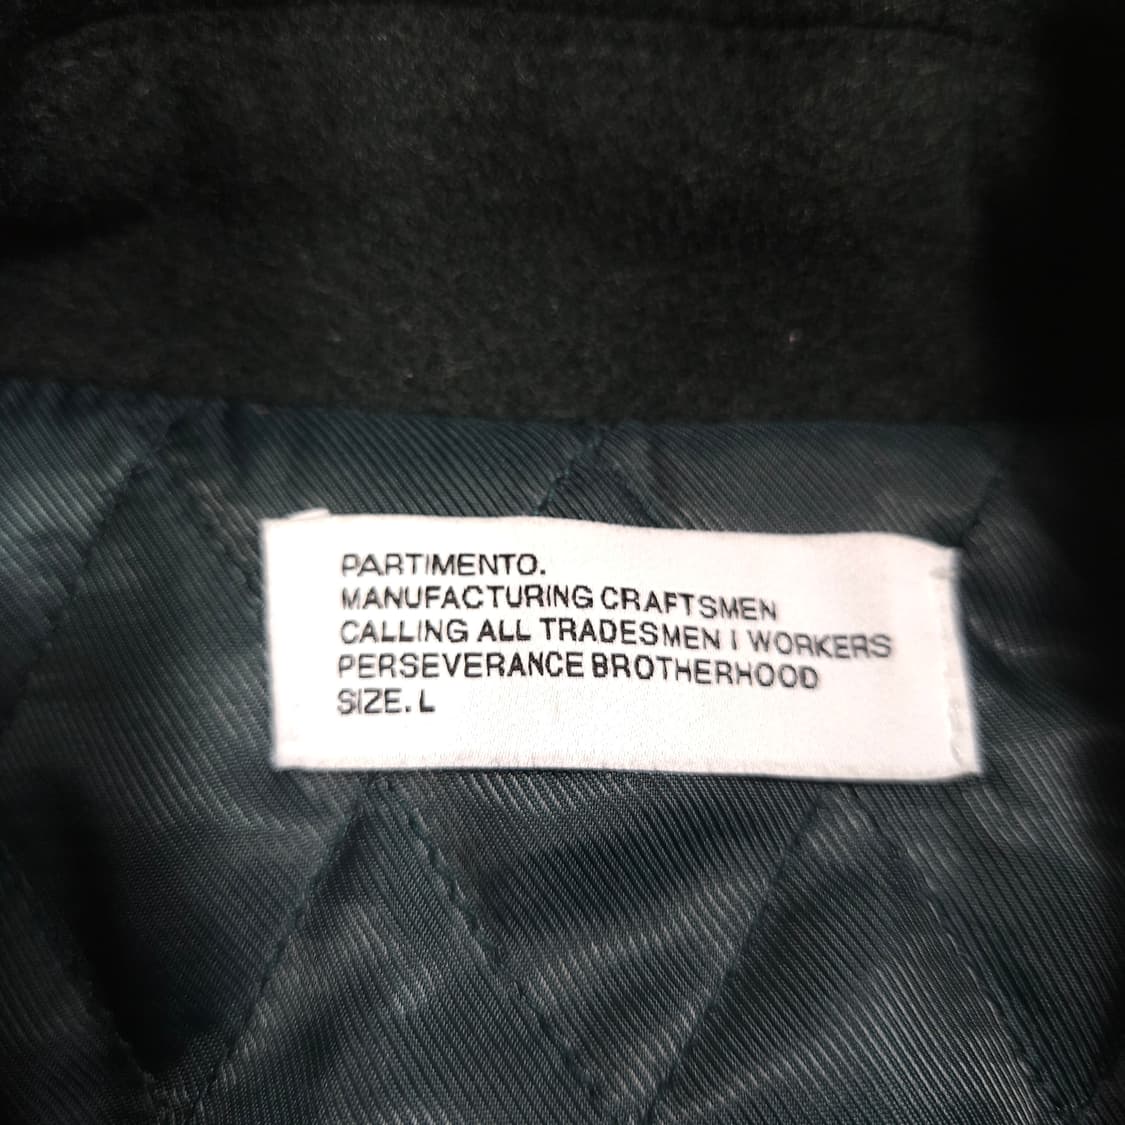 PARTIMENTO.
MANUFACTURING CRAFTSMEN
CALLING ALL TRADESMEN I WORKERS
PERSEVERANCE BROTHERHOOD
SIZE. L